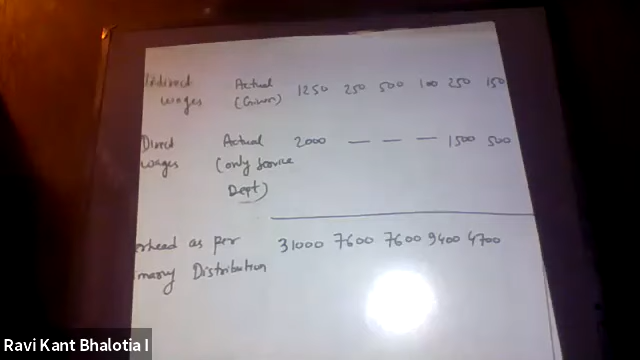 Indirect Actual 1250 250 500 100 250 150
wages (Given)
Direct Actual 2000 — — — 1500 500
wages (only service
Dept)
erhead as per 31000 7600 7600 9400 4700
imary Distribution
Ravi Kant Bhalotia I